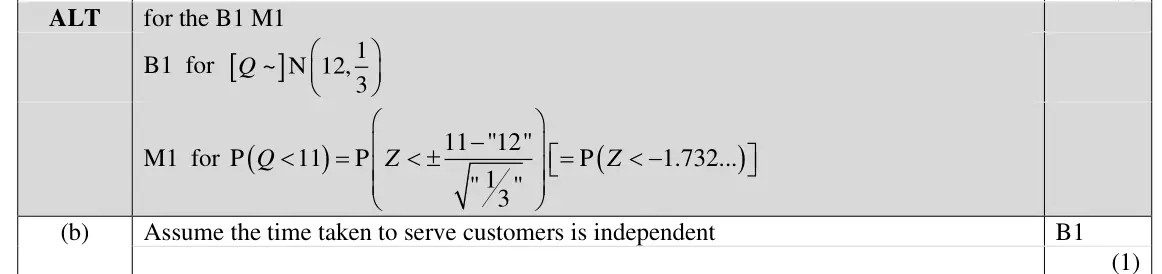 ALT for the B1 M1
B1 for [Q ~]N(12, 1/3)
M1 for P(Q < 11) = P(Z < ± (11 − "12") / √("1/3")) [= P(Z < −1.732...)]
(b) Assume the time taken to serve customers is independent B1
(1)